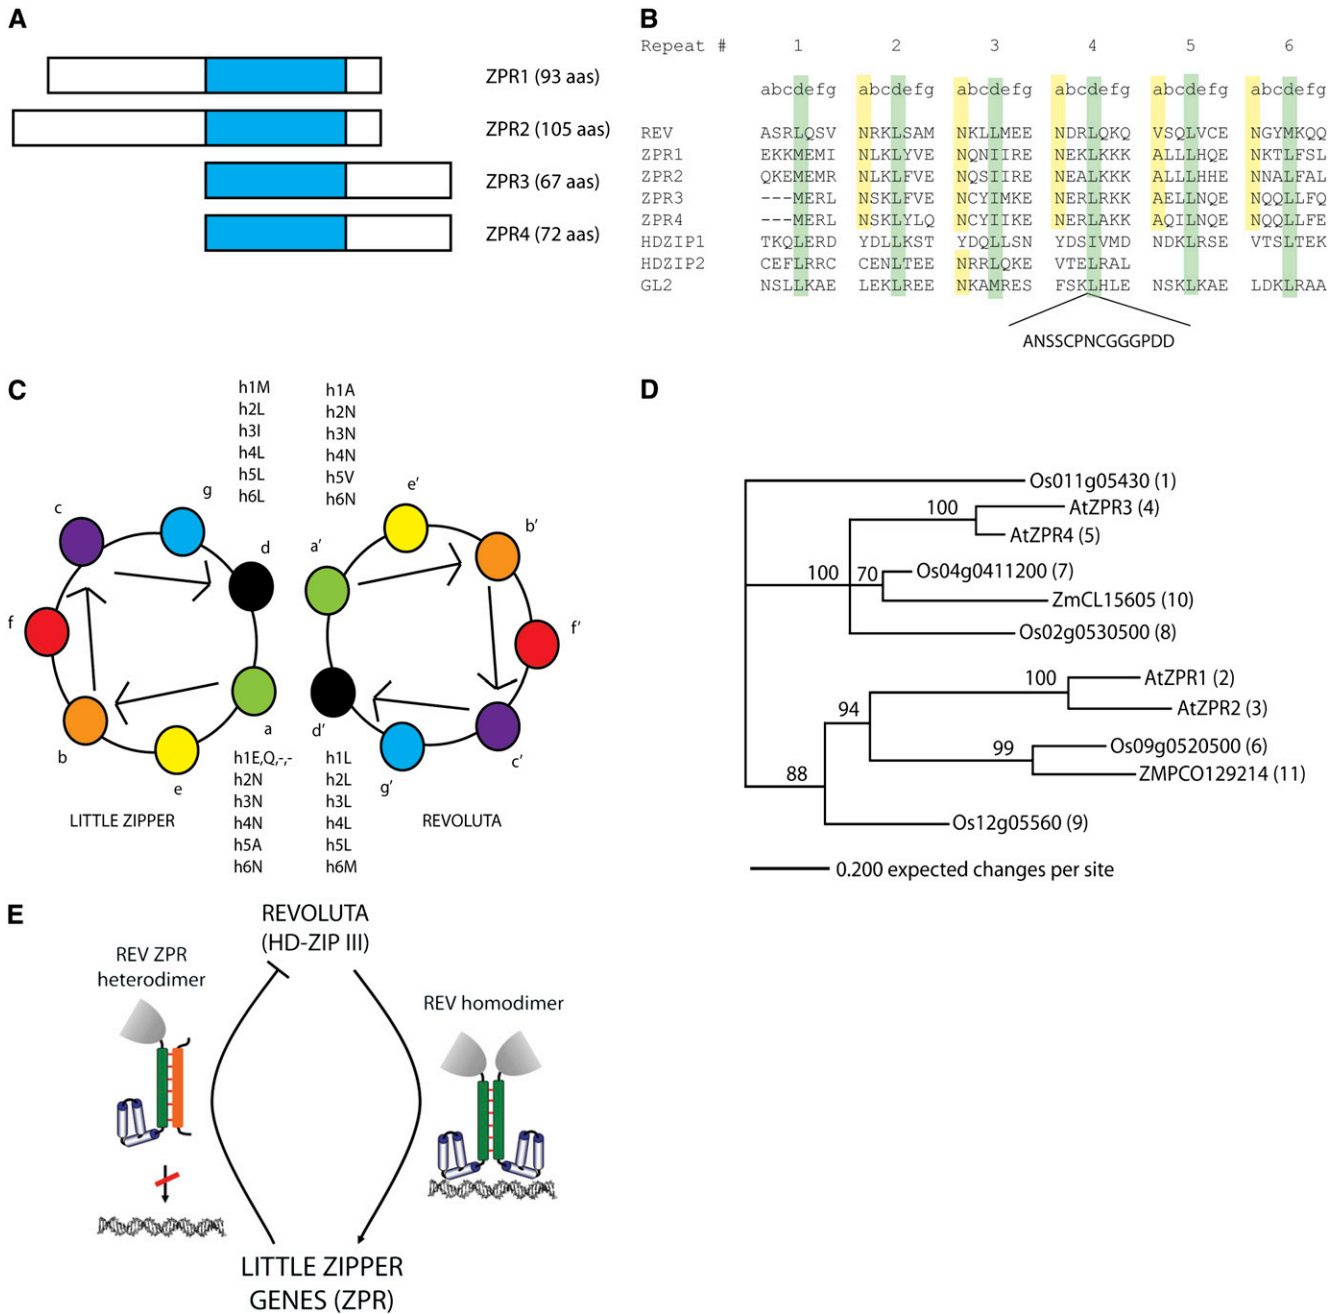 A
ZPR1 (93 aas)
ZPR2 (105 aas)
ZPR3 (67 aas)
ZPR4 (72 aas)
B
Repeat # 1 2 3 4 5 6
abcdefg abcdefg abcdefg abcdefg abcdefg abcdefg
REV ASRLQSV NRKLSAM NKLLMEE NDRLQKQ VSQLVCE NGYMKQQ
ZPR1 EKKMEMI NLKLYVE NQNIIRE NEKLKKK ALLLHQE NKTLFSL
ZPR2 QKEMEMR NLKLFVE NQSIIRE NEALKKK ALLLHHE NNALFAL
ZPR3 ---MERL NSKLFVE NCYIMKE NERLRKK AELLNQE NQQLLFQ
ZPR4 ---MERL NSKLYLQ NCYIIKE NERLAKK AQILNQE NQQLLFE
HDZIP1 TKQLERD YDLLKST YDQLLSN YDSIVMD NDKLRSE VTSLTEK
HDZIP2 CEFLRRC CENLTEE NRRLQKE VTELRAL
GL2 NSLLKAE LEKLREE NKAMRES FSKLHLE NSKLKAE LDKLRAA
ANSSCPNCGGGPDD
C
h1M
h2L
h3I
h4L
h5L
h6L
h1A
h2N
h3N
h4N
h5V
h6N
c
g
d
f
b
e
a
a′
e′
b′
f′
c′
g′
d′
h1E,Q,-,-
h2N
h3N
h4N
h5A
h6N
h1L
h2L
h3L
h4L
h5L
h6M
LITTLE ZIPPER
REVOLUTA
D
Os011g05430 (1)
100
AtZPR3 (4)
AtZPR4 (5)
100
70
Os04g0411200 (7)
ZmCL15605 (10)
Os02g0530500 (8)
100
AtZPR1 (2)
AtZPR2 (3)
94
99
Os09g0520500 (6)
ZMPCO129214 (11)
88
Os12g05560 (9)
0.200 expected changes per site
E
REVOLUTA
(HD-ZIP III)
REV ZPR
heterodimer
REV homodimer
LITTLE ZIPPER
GENES (ZPR)